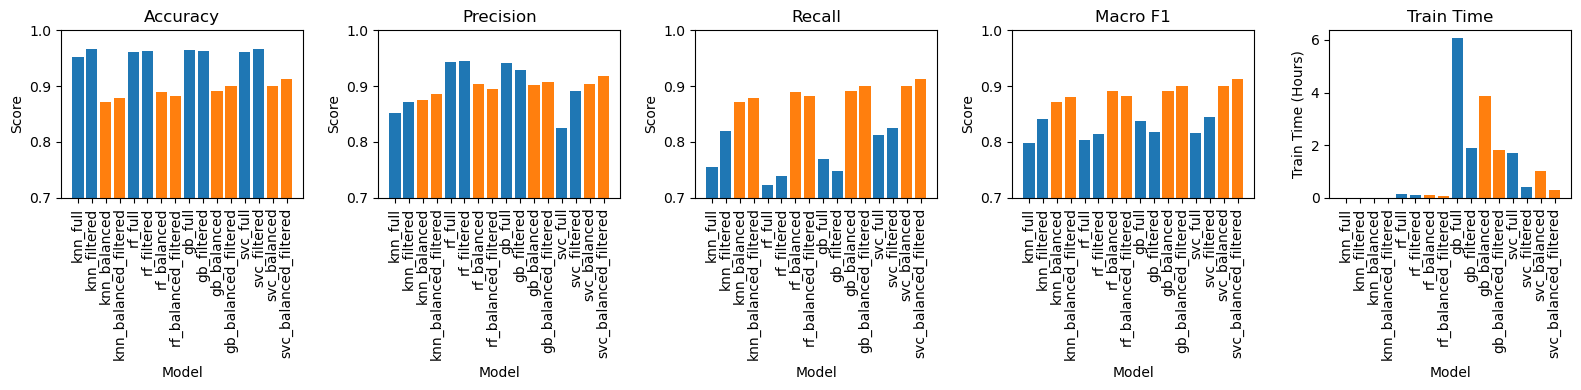 Accuracy
Score
1.0
0.9
0.8
0.7
knn_full
knn_filtered
knn_balanced
knn_balanced_filtered
rf_full
rf_filtered
rf_balanced
rf_balanced_filtered
gb_full
gb_filtered
gb_balanced
gb_balanced_filtered
svc_full
svc_filtered
svc_balanced
svc_balanced_filtered
Model
Precision
Score
1.0
0.9
0.8
0.7
knn_full
knn_filtered
knn_balanced
knn_balanced_filtered
rf_full
rf_filtered
rf_balanced
rf_balanced_filtered
gb_full
gb_filtered
gb_balanced
gb_balanced_filtered
svc_full
svc_filtered
svc_balanced
svc_balanced_filtered
Model
Recall
Score
1.0
0.9
0.8
0.7
knn_full
knn_filtered
knn_balanced
knn_balanced_filtered
rf_full
rf_filtered
rf_balanced
rf_balanced_filtered
gb_full
gb_filtered
gb_balanced
gb_balanced_filtered
svc_full
svc_filtered
svc_balanced
svc_balanced_filtered
Model
Macro F1
Score
1.0
0.9
0.8
0.7
knn_full
knn_filtered
knn_balanced
knn_balanced_filtered
rf_full
rf_filtered
rf_balanced
rf_balanced_filtered
gb_full
gb_filtered
gb_balanced
gb_balanced_filtered
svc_full
svc_filtered
svc_balanced
svc_balanced_filtered
Model
Train Time
Train Time (Hours)
6
4
2
0
knn_full
knn_filtered
knn_balanced
knn_balanced_filtered
rf_full
rf_filtered
rf_balanced
rf_balanced_filtered
gb_full
gb_filtered
gb_balanced
gb_balanced_filtered
svc_full
svc_filtered
svc_balanced
svc_balanced_filtered
Model